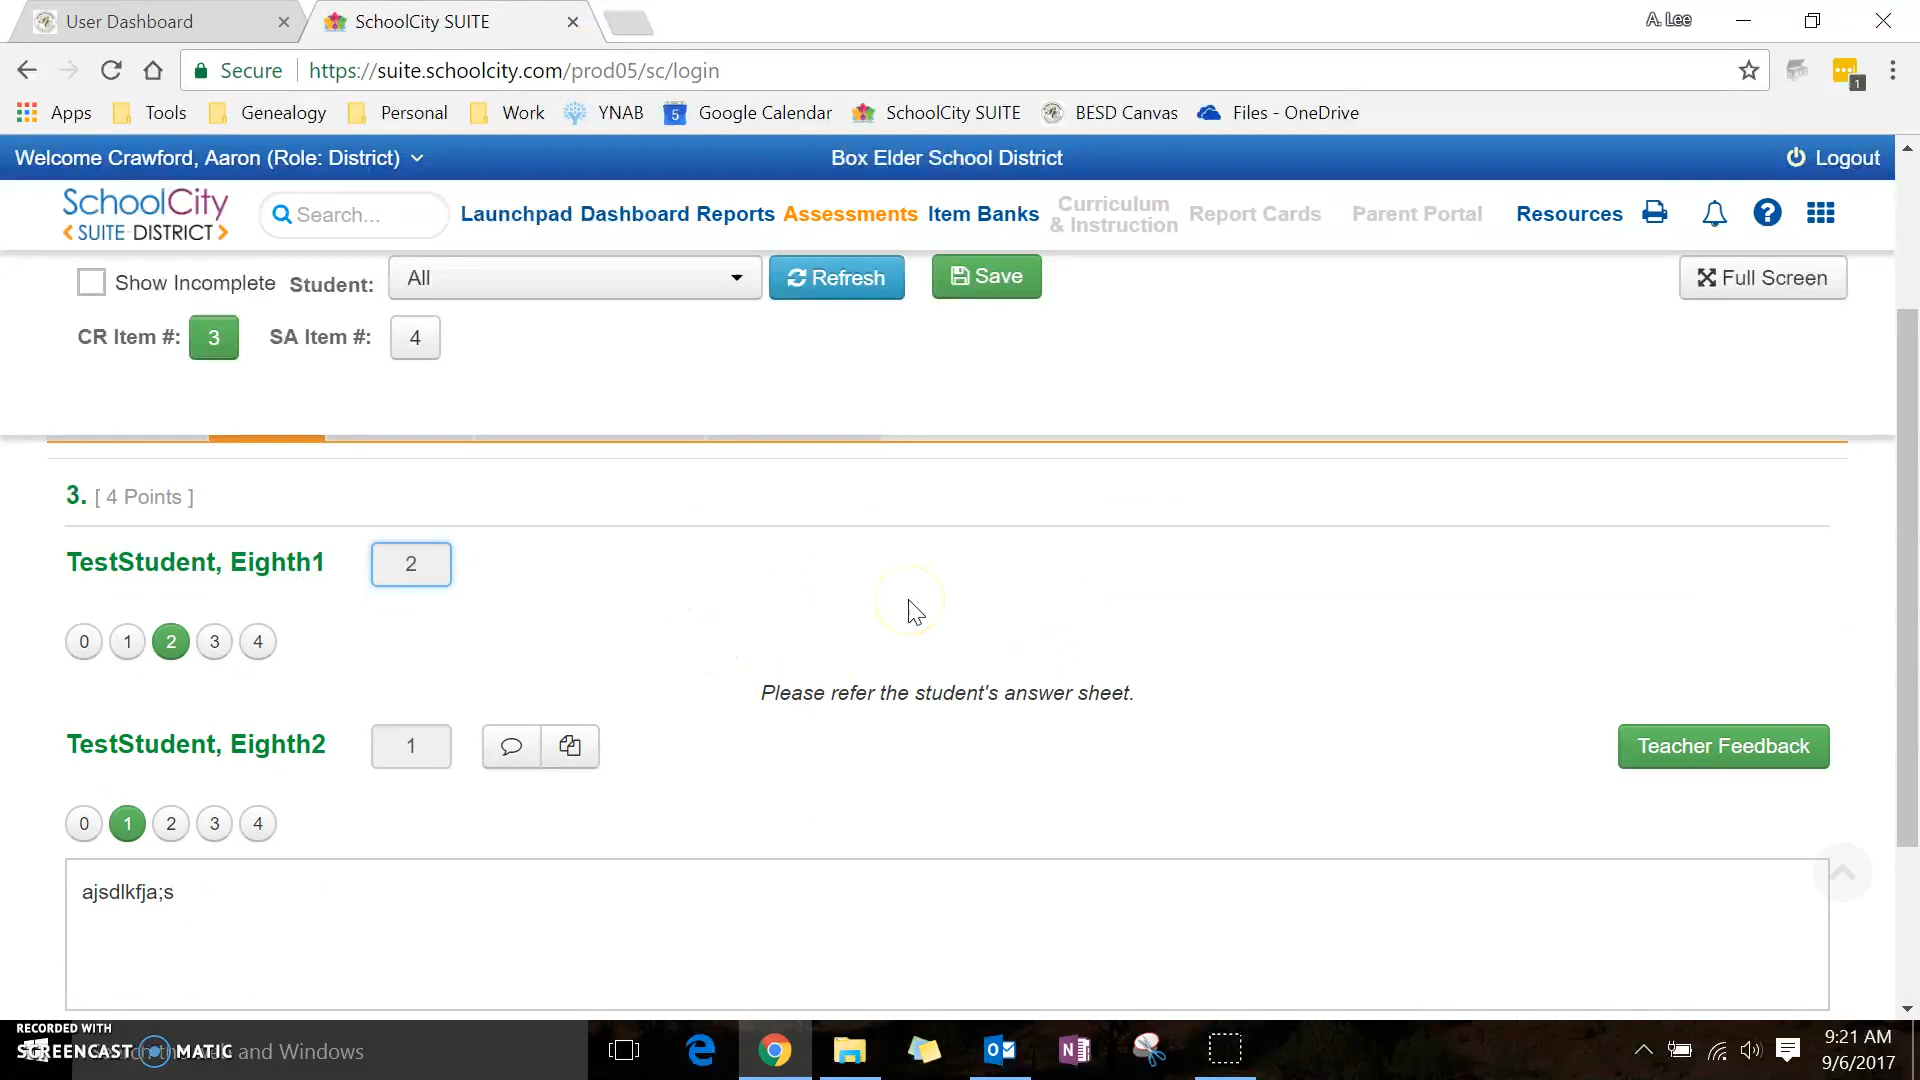 User Dashboard
SchoolCity SUITE
A. Lee
Secure
https://suite.schoolcity.com/prod05/sc/login
1
Apps
Tools
Genealogy
Personal
Work
YNAB
5
Google Calendar
SchoolCity SUITE
BESD Canvas
Files - OneDrive
Welcome Crawford, Aaron (Role: District)
Box Elder School District
Logout
SchoolCity
SUITE-DISTRICT
Search...
Launchpad
Dashboard
Reports
Assessments
Item Banks
Curriculum
& Instruction
Report Cards
Parent Portal
Resources
?
Show Incomplete
Student:
All
Refresh
Save
Full Screen
CR Item #:
3
SA Item #:
4
3. [ 4 Points ]
TestStudent, Eighth1
2
0 1 2 3 4
Please refer the student's answer sheet.
TestStudent, Eighth2
1
Teacher Feedback
0 1 2 3 4
ajsdlkfja;s
RECORDED WITH
SCREENCAST MATIC
and Windows
9:21 AM
9/6/2017